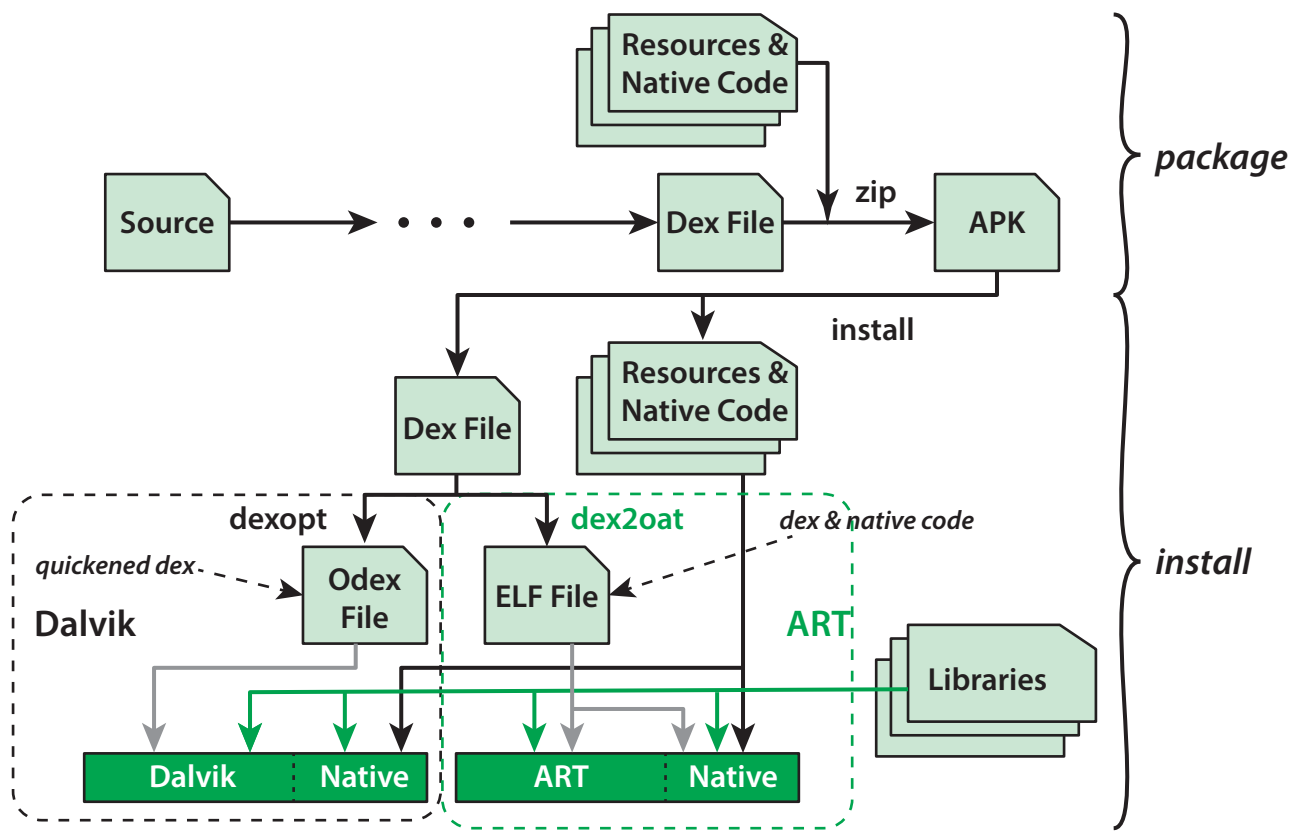 Resources &
Native Code
package
zip
Source
Dex File
APK
install
Resources &
Native Code
Dex File
dexopt
dex2oat
dex & native code
quickened dex
Odex
File
ELF File
install
Dalvik
ART
Libraries
Dalvik
Native
ART
Native